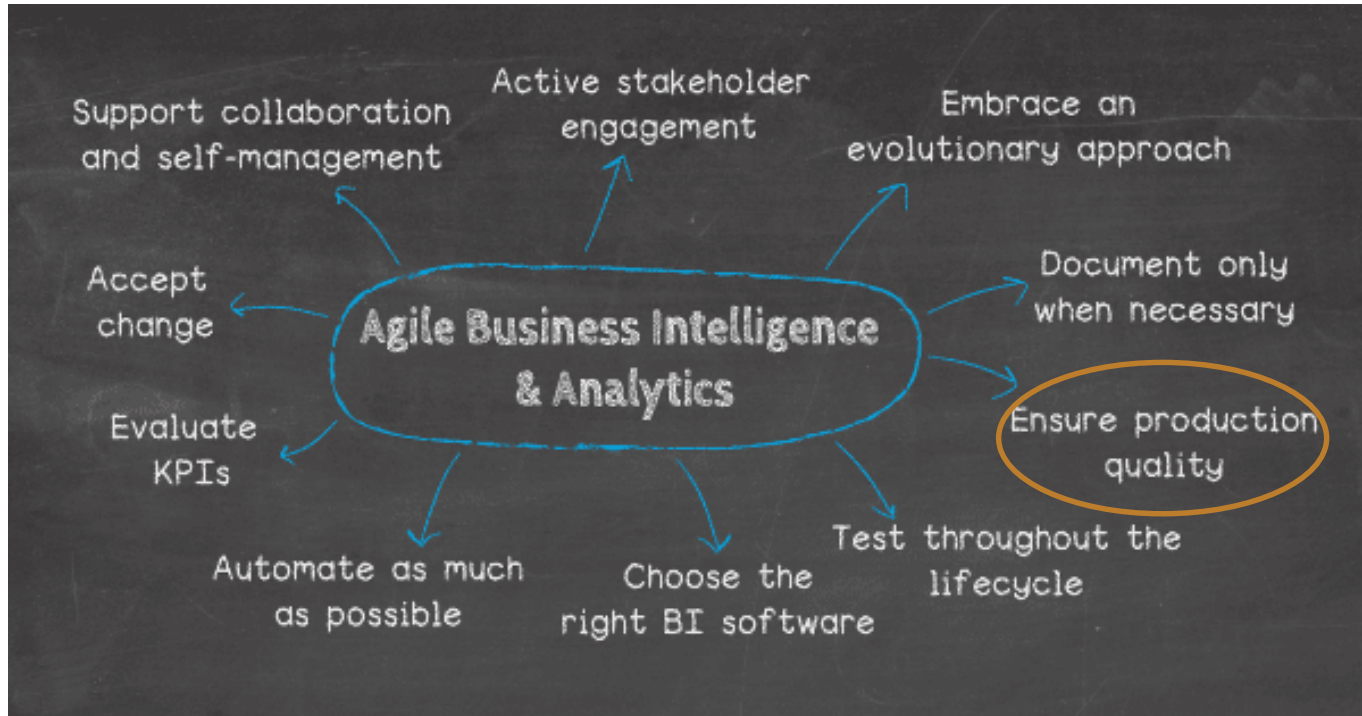 Support collaboration
and self-management
Active stakeholder
engagement
Embrace an
evolutionary approach
Accept
change
Agile Business Intelligence
& Analytics
Document only
when necessary
Evaluate
KPIs
Ensure production
quality
Automate as much
as possible
Choose the
right BI software
Test throughout the
lifecycle